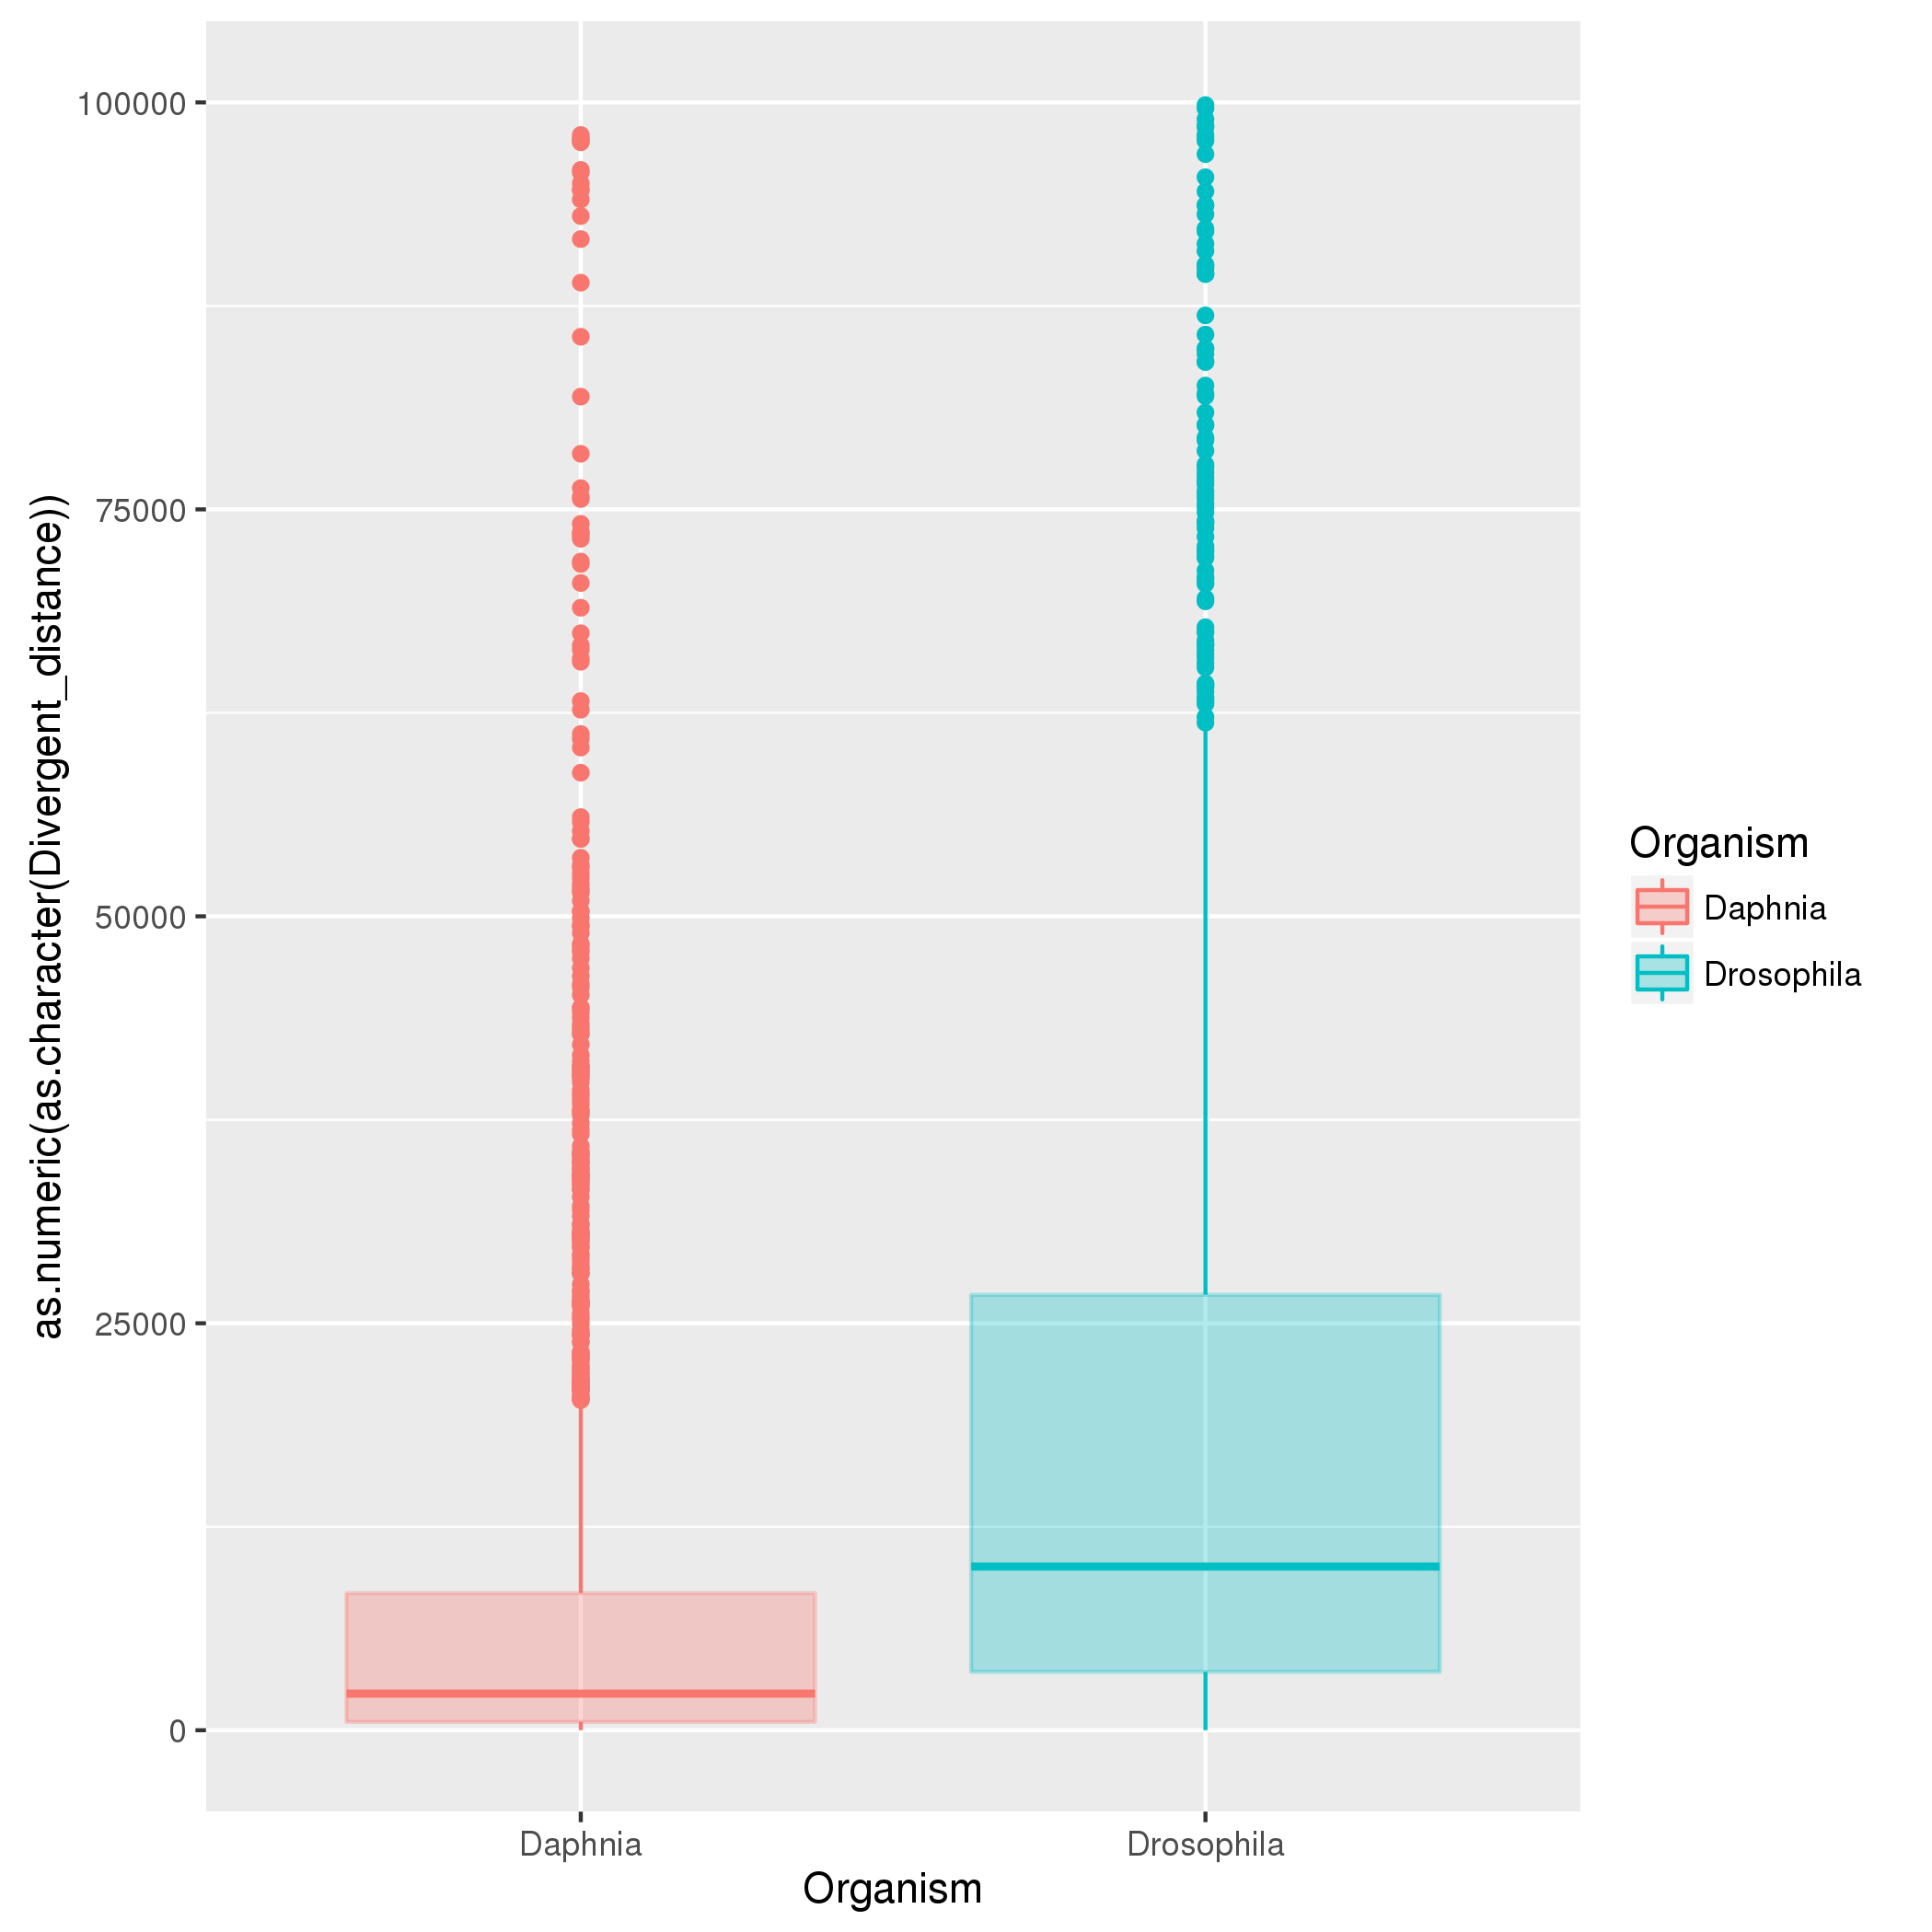 as.numeric(as.character(Divergent_distance))
100000
75000
50000
25000
0
Daphnia
Drosophila
Organism
Organism
Daphnia
Drosophila